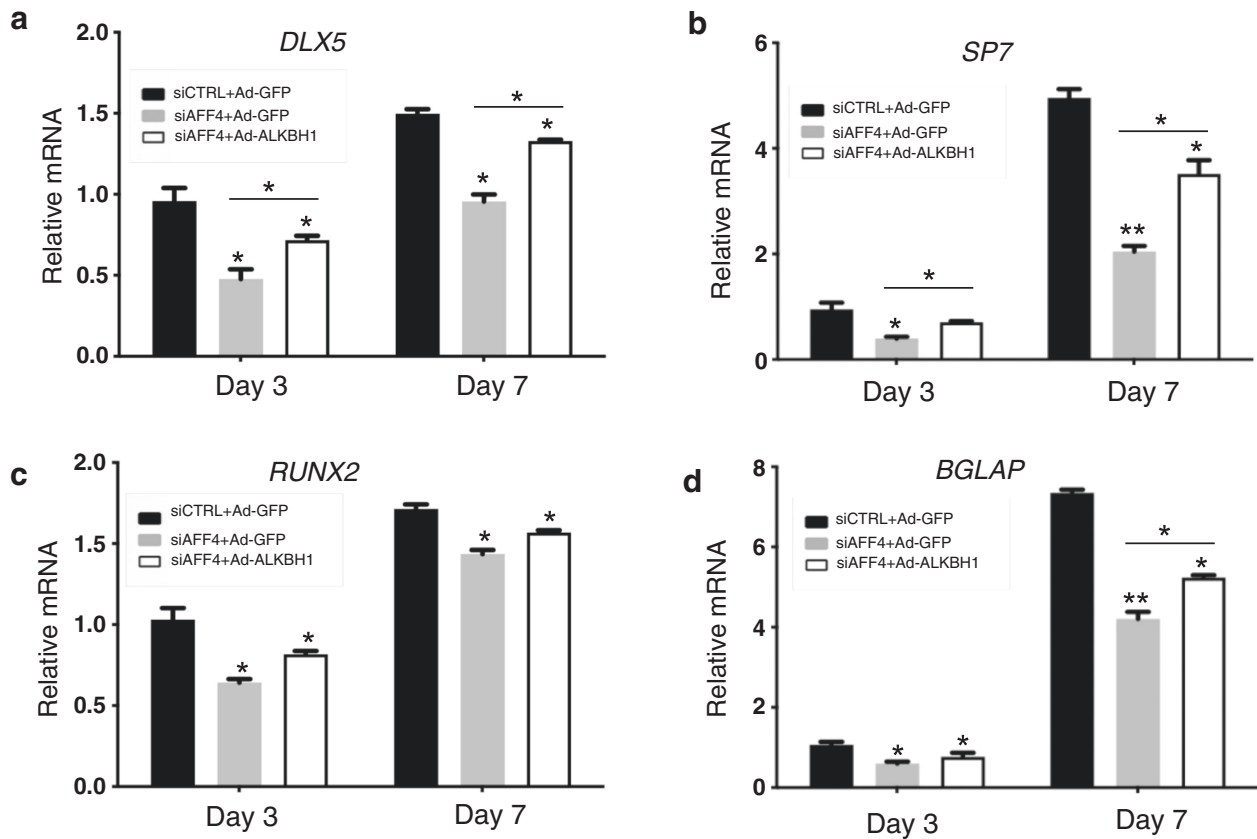 a
DLX5
2.0
1.5
1.0
0.5
0.0
Relative mRNA
siCTRL+Ad-GFP
siAFF4+Ad-GFP
siAFF4+Ad-ALKBH1
*
*
*
*
*
*
Day 3
Day 7
b
SP7
6
4
2
0
Relative mRNA
siCTRL+Ad-GFP
siAFF4+Ad-GFP
siAFF4+Ad-ALKBH1
*
*
*
*
**
Day 3
Day 7
c
RUNX2
2.0
1.5
1.0
0.5
0.0
Relative mRNA
siCTRL+Ad-GFP
siAFF4+Ad-GFP
siAFF4+Ad-ALKBH1
*
*
*
*
Day 3
Day 7
d
BGLAP
8
6
4
2
0
Relative mRNA
siCTRL+Ad-GFP
siAFF4+Ad-GFP
siAFF4+Ad-ALKBH1
*
*
**
*
*
Day 3
Day 7